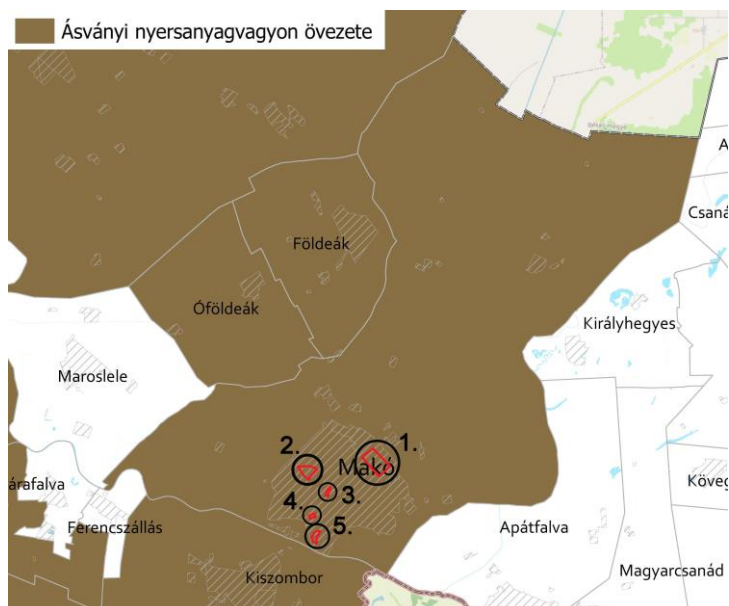 Ásványi nyersanyagvagyon övezete
A
Csaná
Földeák
Óföldeák
Királyhegyes
Maroslele
1.
2.
Makó
3.
árafalva
4.
Köveg
Ferencszállás
5.
Apátfalva
Kiszombor
Magyarcsanád